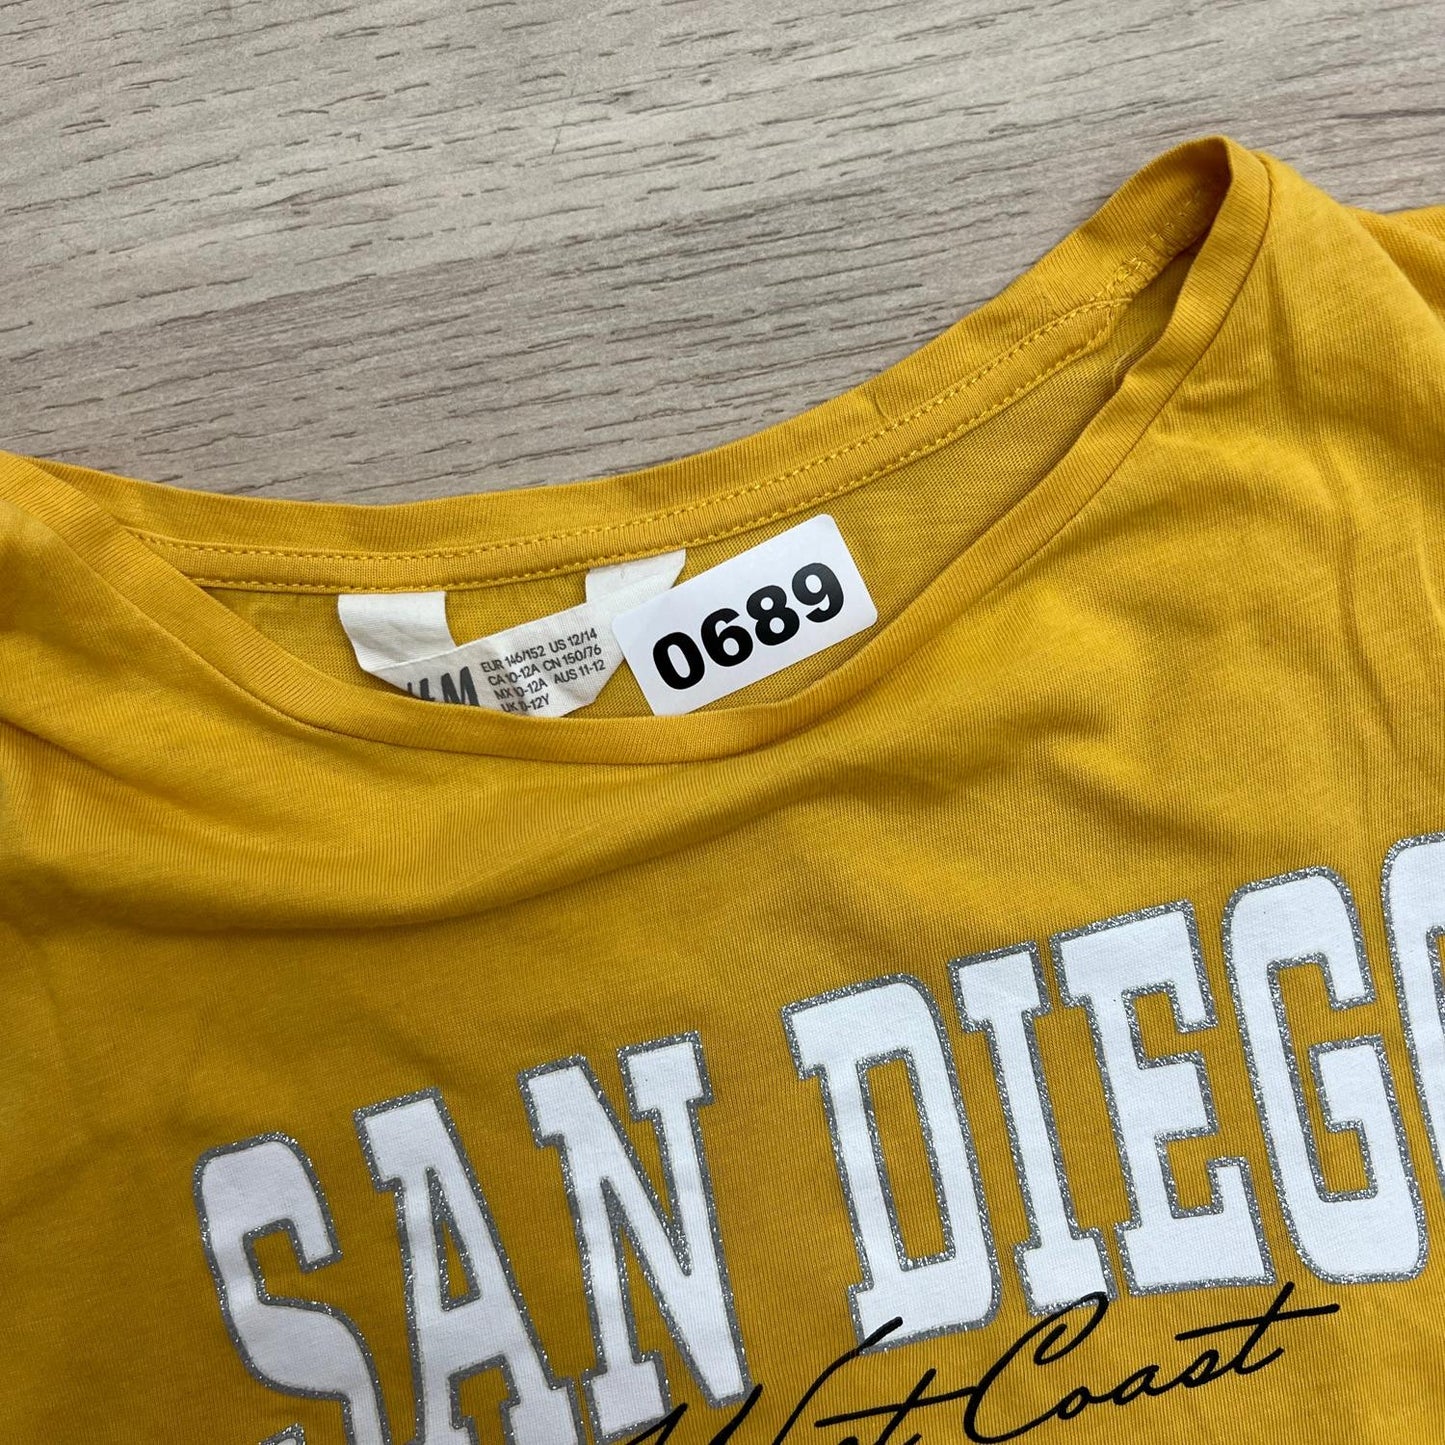 0689
H&M
EUR 146/152 US 12/14
CA 10-12A CN 150/76
MX 10-12A AUS 11-12
UK 10-12Y
SAN DIEGO
West Coast